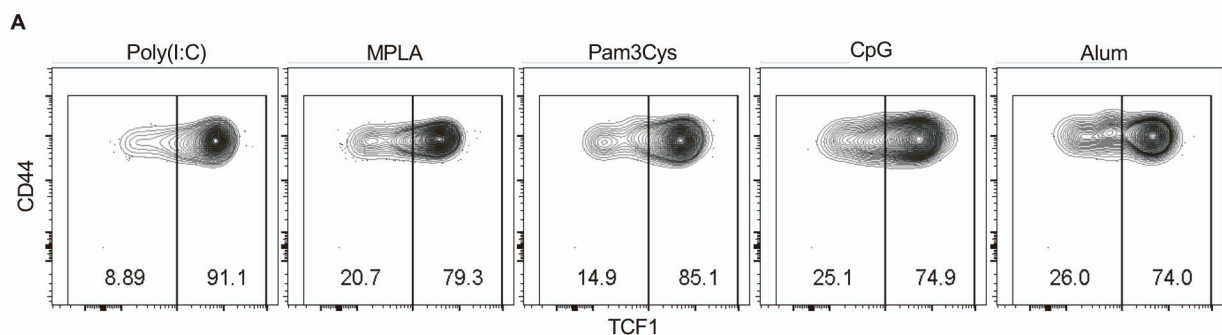 A
Poly(I:C) MPLA Pam3Cys CpG Alum
CD44
8.89 91.1 20.7 79.3 14.9 85.1 25.1 74.9 26.0 74.0
TCF1